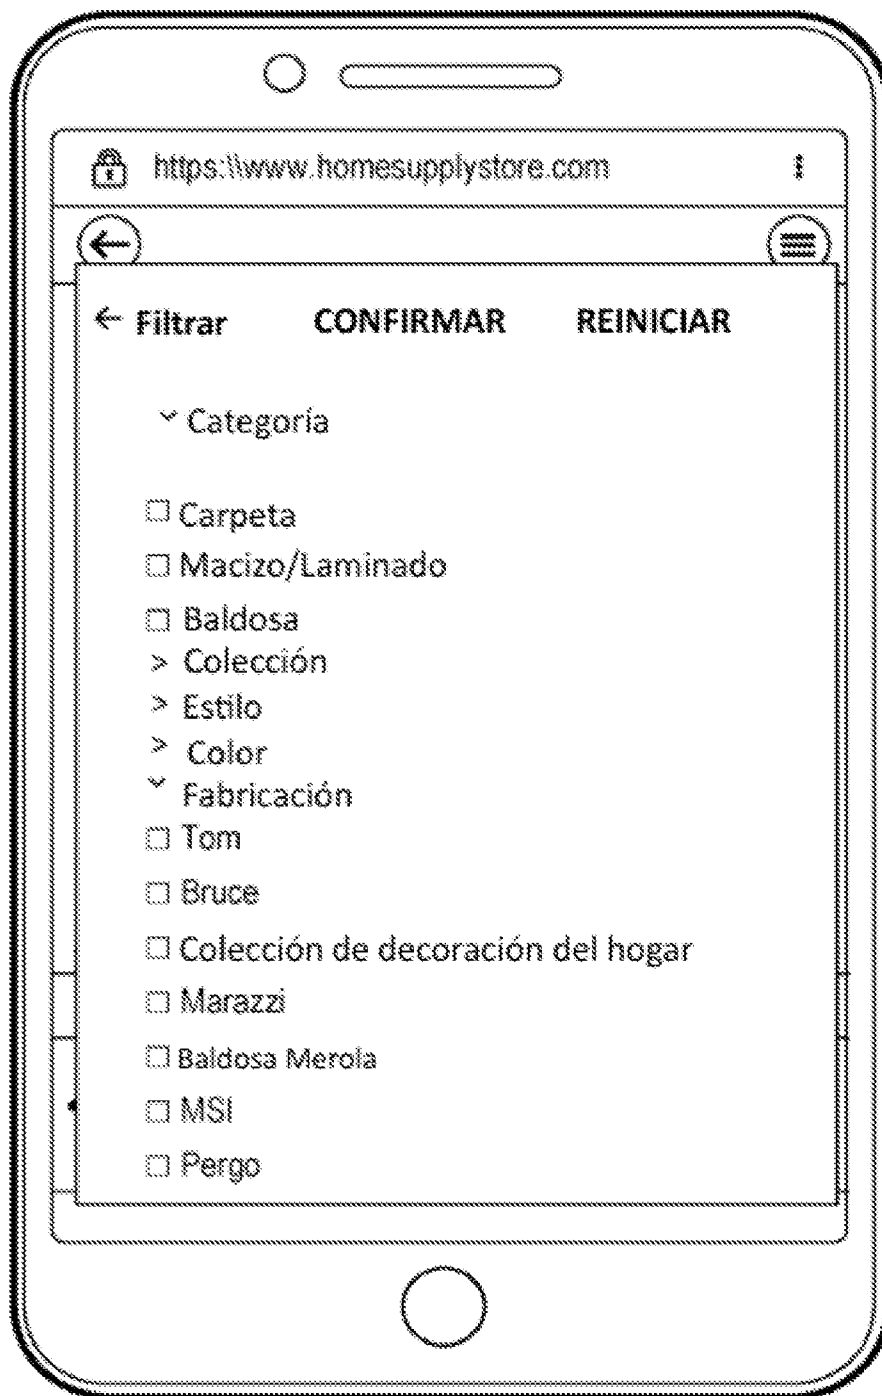 https:\\www.homesupplystore.com
Filtrar CONFIRMAR REINICIAR
Categoría
Carpeta
Macizo/Laminado
Baldosa
Colección
Estilo
Color
Fabricación
Tom
Bruce
Colección de decoración del hogar
Marazzi
Baldosa Merola
MSI
Pergo